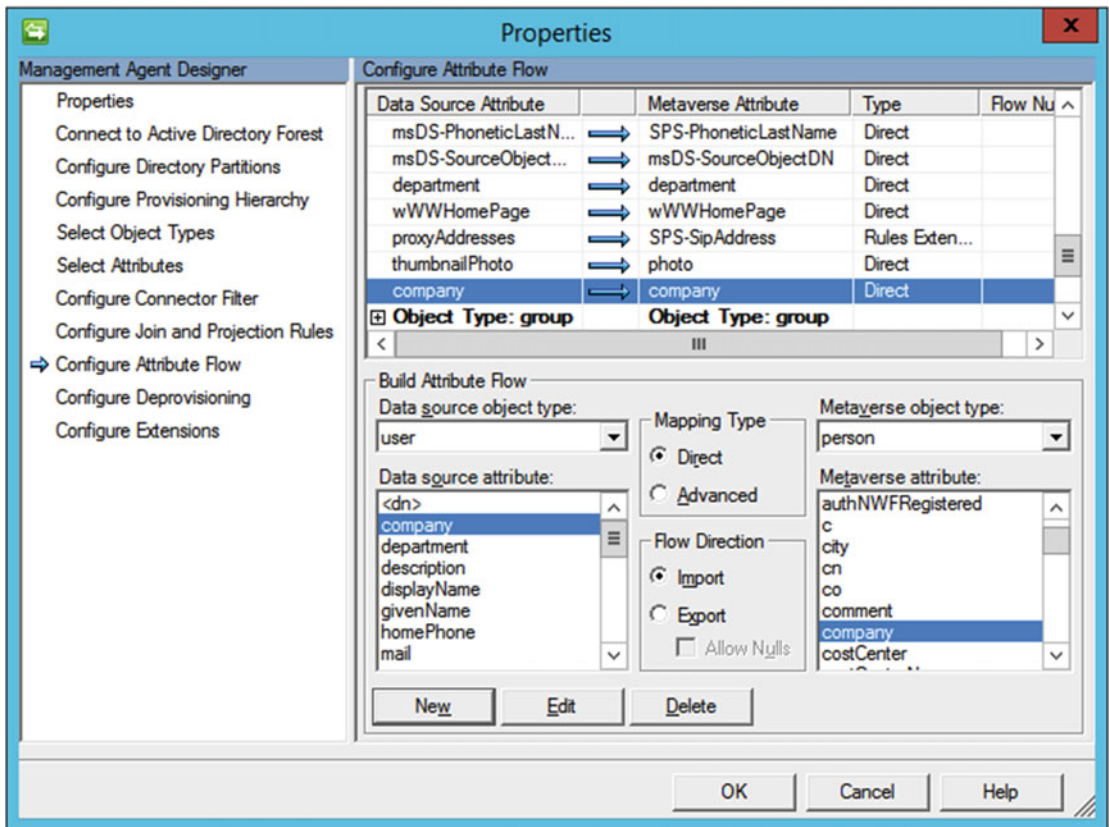 Properties
x
Management Agent Designer
Properties
Connect to Active Directory Forest
Configure Directory Partitions
Configure Provisioning Hierarchy
Select Object Types
Select Attributes
Configure Connector Filter
Configure Join and Projection Rules
Configure Attribute Flow
Configure Deprovisioning
Configure Extensions
Configure Attribute Flow
Data Source Attribute Metaverse Attribute Type Flow Nu
msDS-PhoneticLastN... SPS-PhoneticLastName Direct
msDS-SourceObject... msDS-SourceObjectDN Direct
department department Direct
wWWHomePage wWWHomePage Direct
proxyAddresses SPS-SipAddress Rules Exten...
thumbnailPhoto photo Direct
company company Direct
Object Type: group Object Type: group
Build Attribute Flow
Data source object type:
user
Data source attribute:
<dn>
company
department
description
displayName
givenName
homePhone
mail
Mapping Type
Direct
Advanced
Flow Direction
Import
Export
Allow Nulls
Metaverse object type:
person
Metaverse attribute:
authNWFRegistered
c
city
cn
co
comment
company
costCenter
New Edit Delete
OK Cancel Help